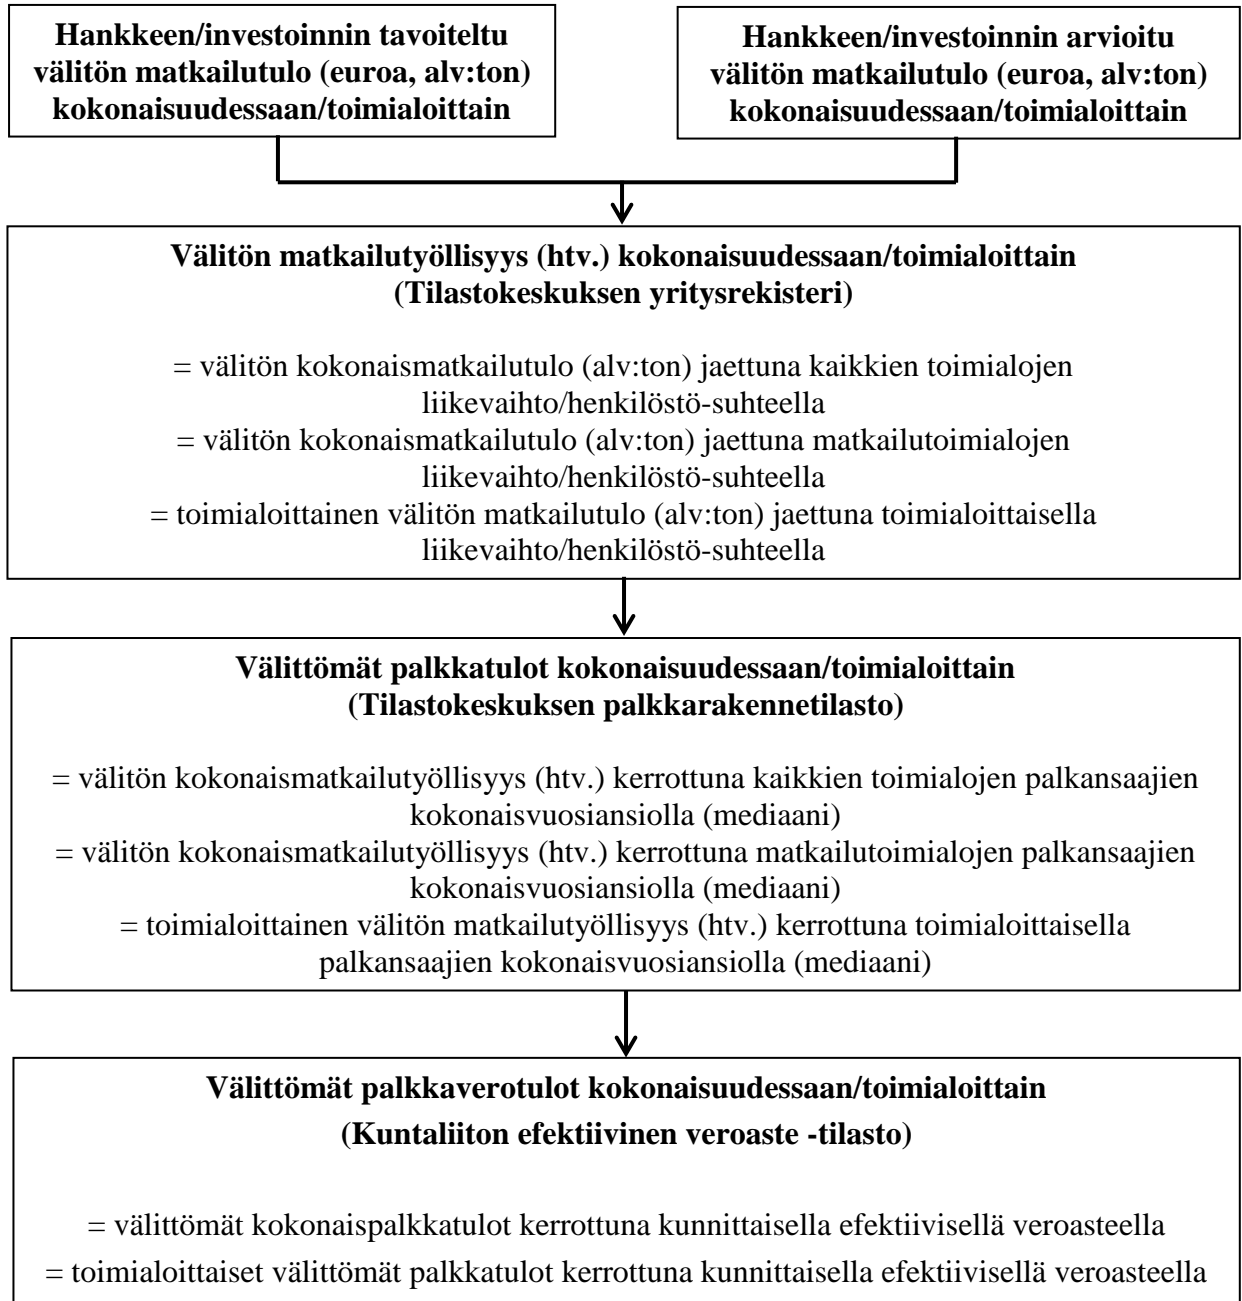 Hankkeen/investoinnin tavoiteltu
välitön matkailutulo (euroa, alv:ton)
kokonaisuudessaan/toimialoittain
Hankkeen/investoinnin arvioitu
välitön matkailutulo (euroa, alv:ton)
kokonaisuudessaan/toimialoittain
Välitön matkailutyöllisyys (htv.) kokonaisuudessaan/toimialoittain
(Tilastokeskuksen yritysrekisteri)
= välitön kokonaismatkailutulo (alv:ton) jaettuna kaikkien toimialojen
liikevaihto/henkilöstö-suhteella
= välitön kokonaismatkailutulo (alv:ton) jaettuna matkailutoimialojen
liikevaihto/henkilöstö-suhteella
= toimialoittainen välitön matkailutulo (alv:ton) jaettuna toimialoittaisella
liikevaihto/henkilöstö-suhteella
Välittömät palkkatulot kokonaisuudessaan/toimialoittain
(Tilastokeskuksen palkkarakennetilasto)
= välitön kokonaismatkailutyöllisyys (htv.) kerrottuna kaikkien toimialojen palkansaajien
kokonaisvuosiansiolla (mediaani)
= välitön kokonaismatkailutyöllisyys (htv.) kerrottuna matkailutoimialojen palkansaajien
kokonaisvuosiansiolla (mediaani)
= toimialoittainen välitön matkailutyöllisyys (htv.) kerrottuna toimialoittaisella
palkansaajien kokonaisvuosiansiolla (mediaani)
Välittömät palkkaverotulot kokonaisuudessaan/toimialoittain
(Kuntaliiton efektiivinen veroaste -tilasto)
= välittömät kokonaispalkkatulot kerrottuna kunnittaisella efektiivisellä veroasteella
= toimialoittaiset välittömät palkkatulot kerrottuna kunnittaisella efektiivisellä veroasteella